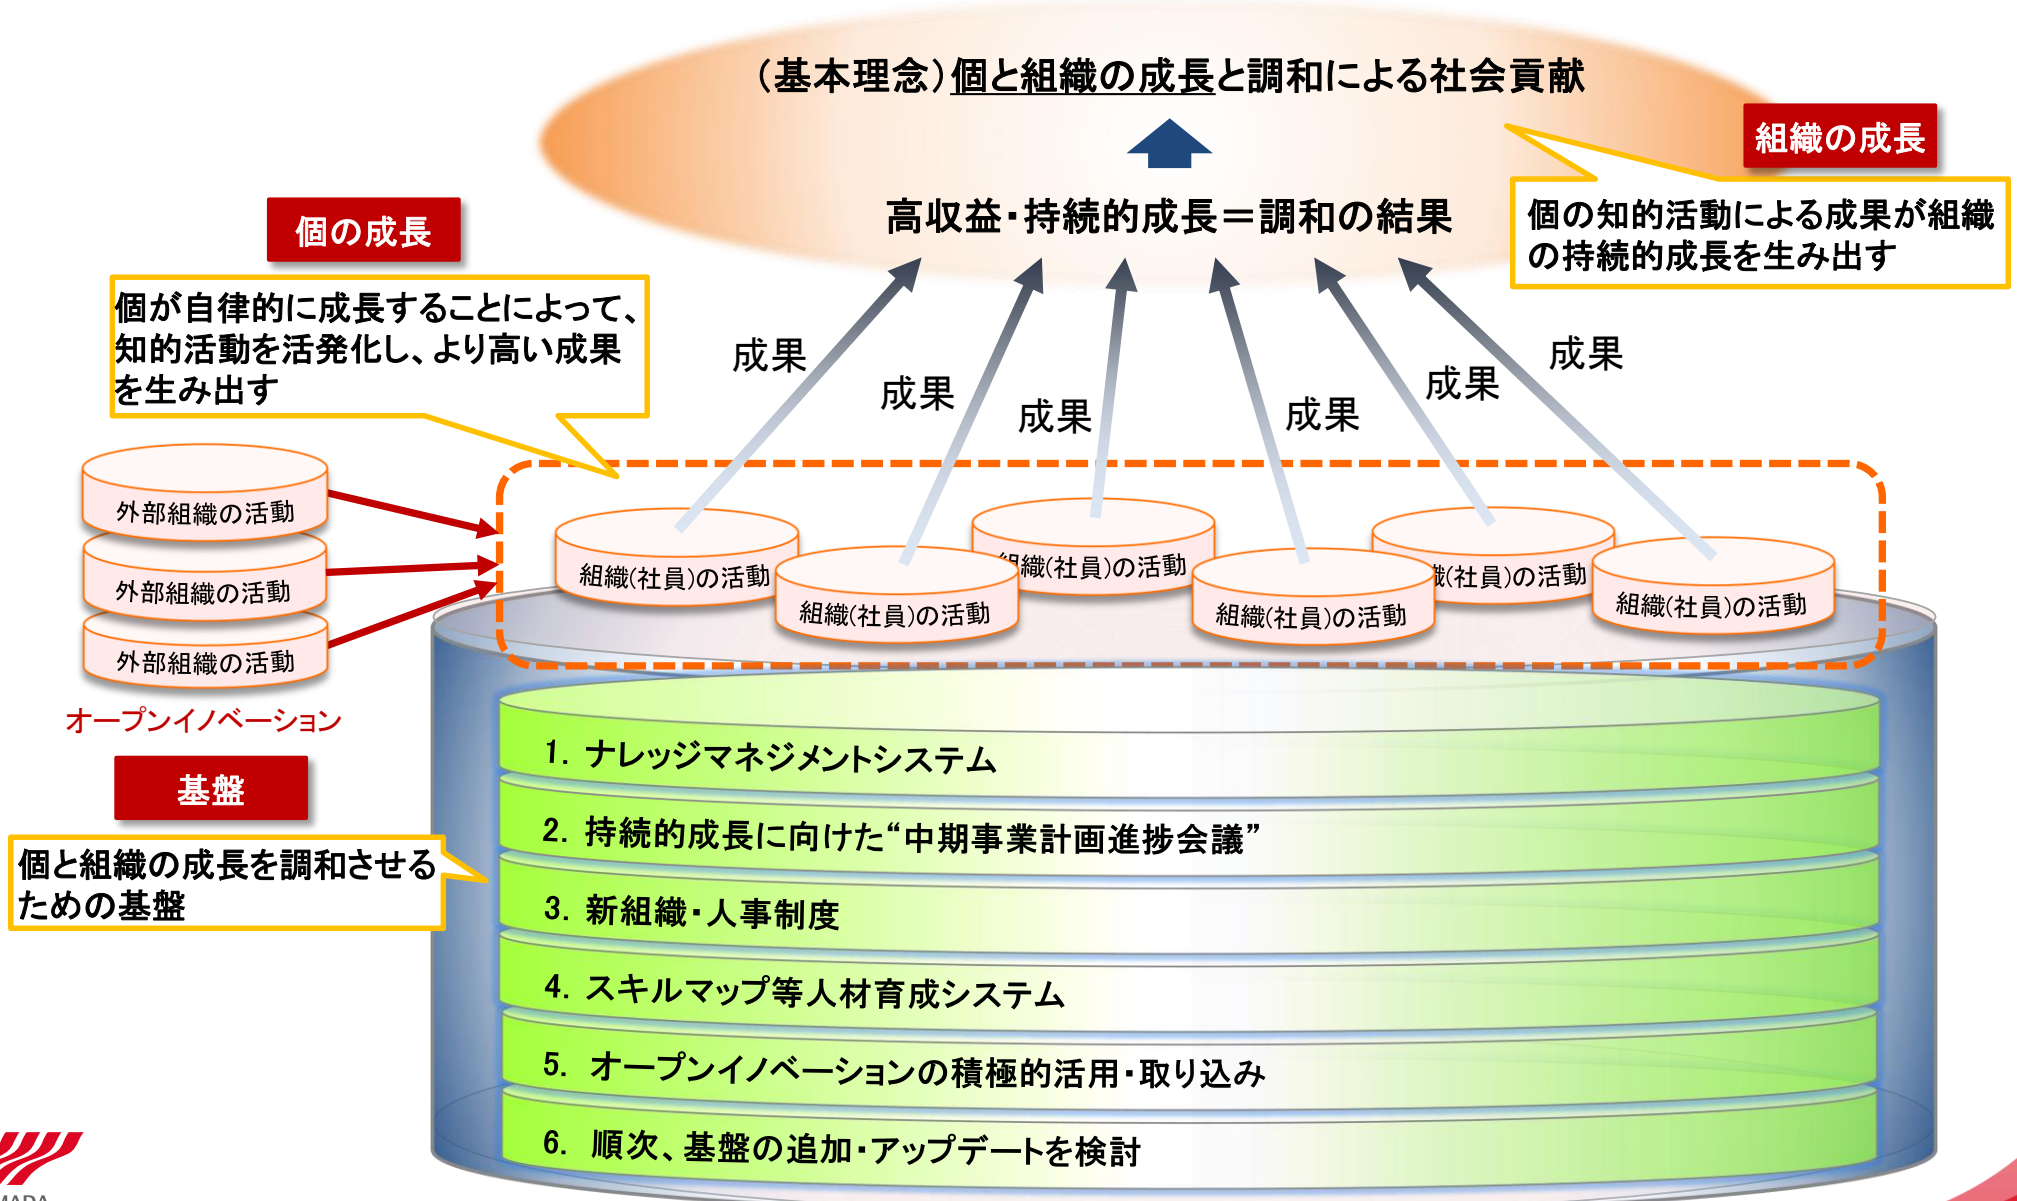 （基本理念）個と組織の成長と調和による社会貢献
組織の成長
高収益・持続的成長＝調和の結果
個の知的活動による成果が組織
の持続的成長を生み出す
個の成長
個が自律的に成長することによって、
知的活動を活発化し、より高い成果
を生み出す
成果
成果
成果
成果
成果
成果
外部組織の活動
外部組織の活動
外部組織の活動
オープンイノベーション
組織(社員)の活動
組織(社員)の活動
組織(社員)の活動
組織(社員)の活動
織(社員)の活動
組織(社員)の活動
基盤
個と組織の成長を調和させる
ための基盤
1. ナレッジマネジメントシステム
2. 持続的成長に向けた“中期事業計画進捗会議”
3. 新組織・人事制度
4. スキルマップ等人材育成システム
5. オープンイノベーションの積極的活用・取り込み
6. 順次、基盤の追加・アップデートを検討